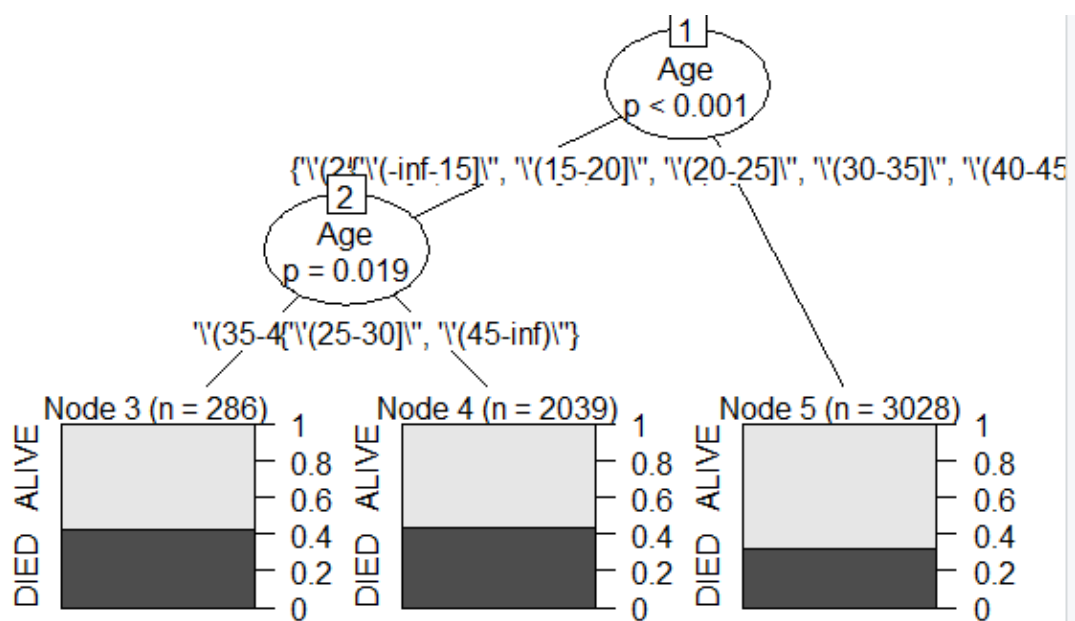 1
Age
p < 0.001
{'\'(2{'\'(-inf-15]\'', '\'(15-20]\'', '\'(20-25]\'', '\'(30-35]\'', '\'(40-45
2
Age
p = 0.019
'\'(35-4{'\'(25-30]\'', '\'(45-inf)\''}
Node 3 (n = 286)
DIED ALIVE
1
0.8
0.6
0.4
0.2
0
Node 4 (n = 2039)
DIED ALIVE
1
0.8
0.6
0.4
0.2
0
Node 5 (n = 3028)
DIED ALIVE
1
0.8
0.6
0.4
0.2
0